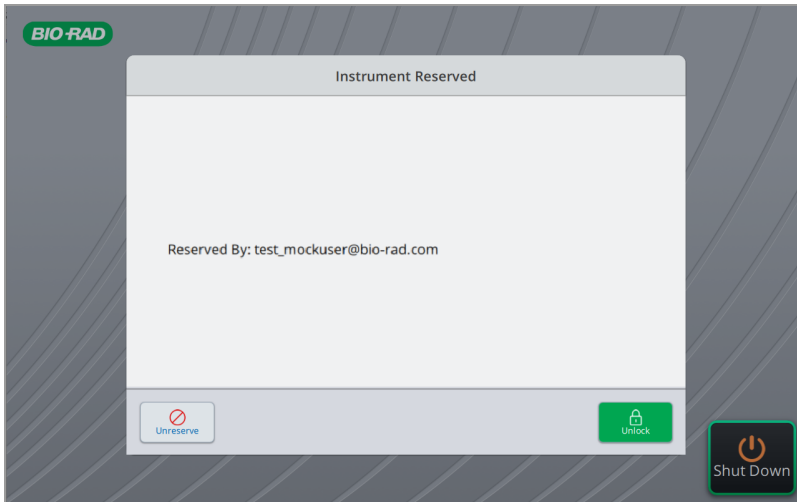 BIO-RAD
Instrument Reserved
Reserved By: test_mockuser@bio-rad.com
Unreserve
Unlock
Shut Down